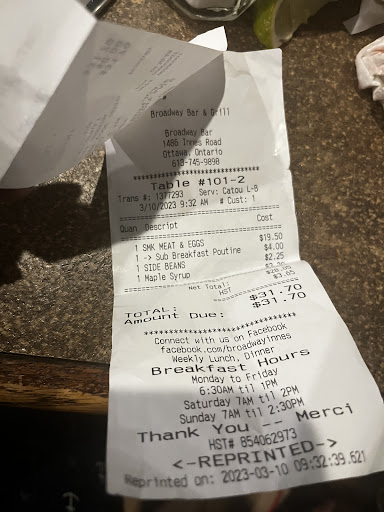 Broadway Bar & Grill
Broadway Bar
1486 Innes Road
Ottawa, Ontario
613-745-9898
Table #101-2
Trans #: 1377293 Serv: Catou L-B
3/10/2023 9:32 AM # Cust: 1
Quan Descript Cost
1 SMK MEAT & EGGS $19.50
1 -> Sub Breakfast Poutine $4.00
1 SIDE BEANS $2.25
1 Maple Syrup
Net Total: $28.05
HST $3.65
TOTAL: $31.70
Amount Due: $31.70
Connect with us on Facebook
facebook.com/broadwayinnes
Weekly Lunch, Dinner
Breakfast Hours
Monday to Friday
6:30AM til 1PM
Saturday 7AM til 2PM
Sunday 7AM til 2:30PM
Thank You -- Merci
HST# 854062973
<-REPRINTED->
Reprinted on: 2023-03-10 09:32:39.621